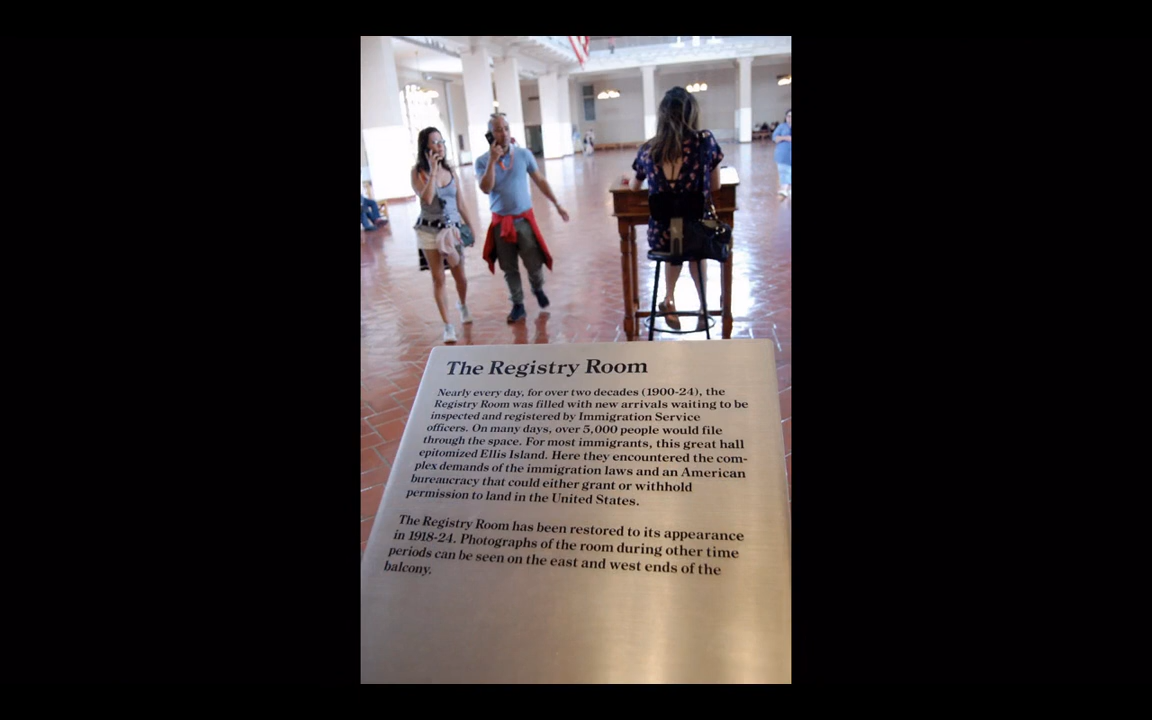 The Registry Room
Nearly every day, for over two decades (1900-24), the
Registry Room was filled with new arrivals waiting to be
inspected and registered by Immigration Service
officers. On many days, over 5,000 people would file
through the space. For most immigrants, this great hall
epitomized Ellis Island. Here they encountered the com-
plex demands of the immigration laws and an American
bureaucracy that could either grant or withhold
permission to land in the United States.
The Registry Room has been restored to its appearance
in 1918-24. Photographs of the room during other time
periods can be seen on the east and west ends of the
balcony.